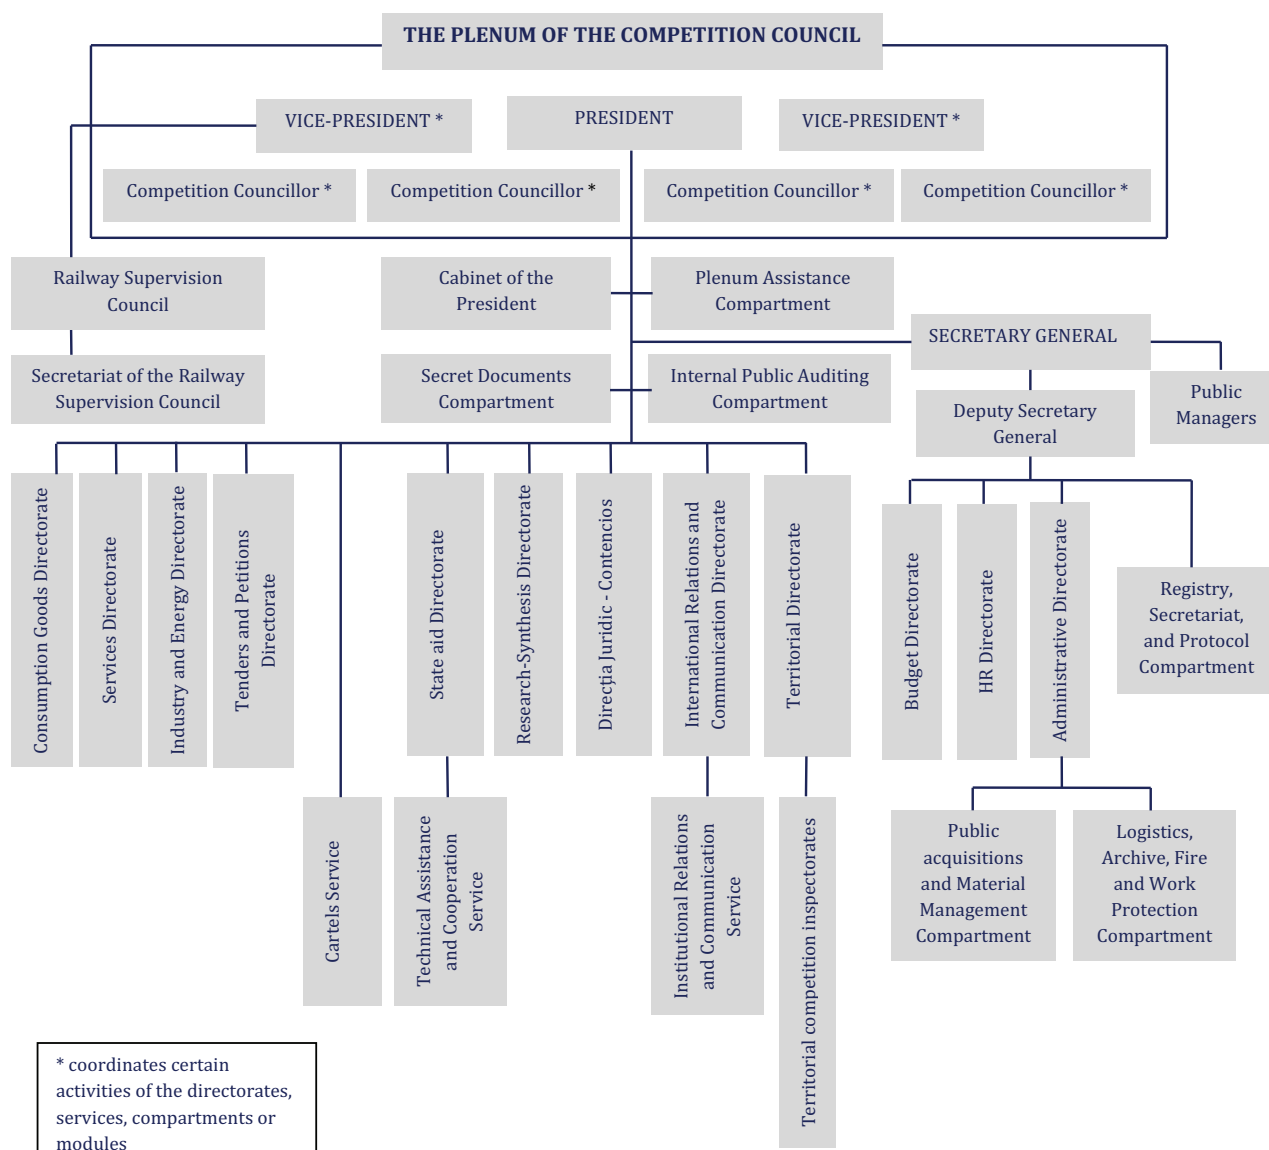 THE PLENUM OF THE COMPETITION COUNCIL
VICE-PRESIDENT *
PRESIDENT
VICE-PRESIDENT *
Competition Councillor *
Competition Councillor *
Competition Councillor *
Competition Councillor *
Railway Supervision
Council
Cabinet of the
President
Plenum Assistance
Compartment
SECRETARY GENERAL
Secretariat of the Railway
Supervision Council
Secret Documents
Compartment
Internal Public Auditing
Compartment
Public
Managers
Deputy Secretary
General
Consumption Goods Directorate
Services Directorate
Industry and Energy Directorate
Tenders and Petitions
Directorate
State aid Directorate
Research-Synthesis Directorate
Direcția Juridic - Contencios
International Relations and
Communication Directorate
Territorial Directorate
Budget Directorate
HR Directorate
Administrative Directorate
Registry,
Secretariat,
and Protocol
Compartment
Cartels Service
Technical Assistance
and Cooperation
Service
Institutional Relations
and Communication
Service
Territorial competition inspectorates
Public
acquisitions
and Material
Management
Compartment
Logistics,
Archive, Fire
and Work
Protection
Compartment
* coordinates certain
activities of the directorates,
services, compartments or
modules